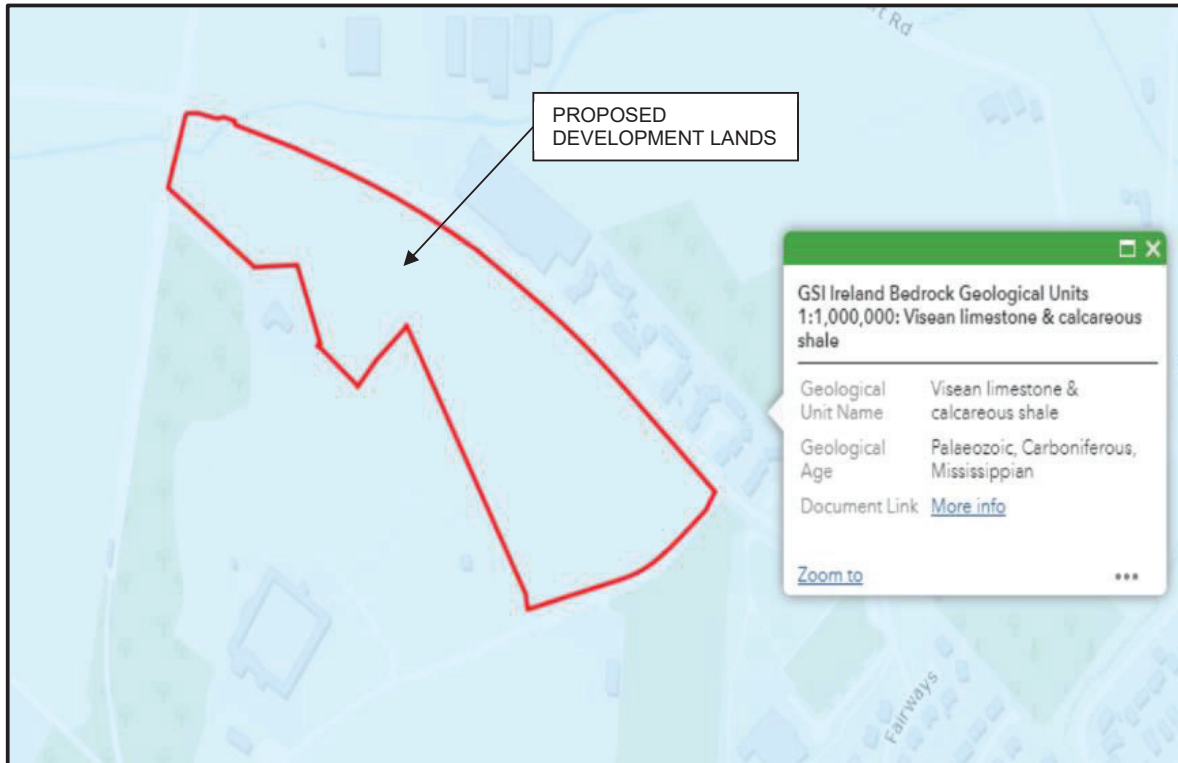 Rd
PROPOSED
DEVELOPMENT LANDS
GSI Ireland Bedrock Geological Units
1:1,000,000: Visean limestone & calcareous
shale
Geological Unit Name
Visean limestone & calcareous shale
Geological Age
Palaeozoic, Carboniferous, Mississippian
Document Link More info
Zoom to
Fairways